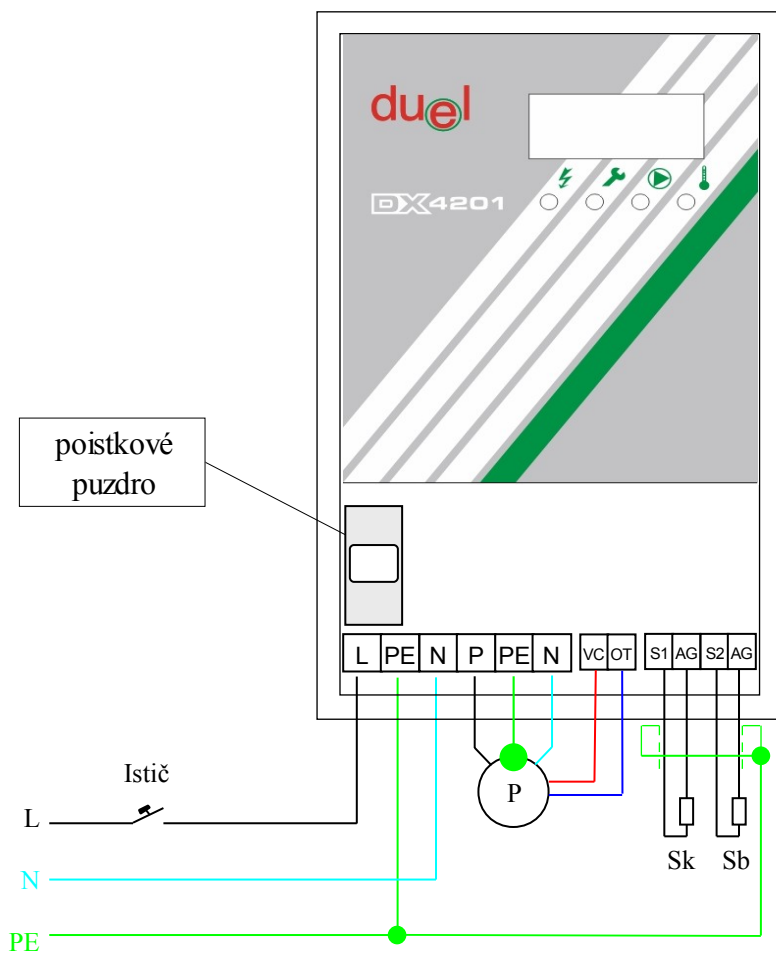 duel
DX4201
poistkové
puzdro
L PE N P PE N VC OT S1 AG S2 AG
Istič
P
L
Sk Sb
N
PE